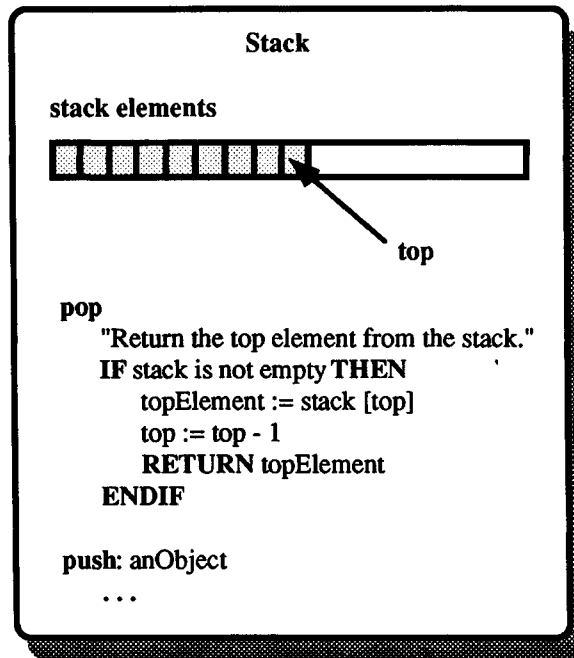 Stack
stack elements
top
pop
"Return the top element from the stack."
IF stack is not empty THEN
topElement := stack [top]
top := top - 1
RETURN topElement
ENDIF
push: anObject
. . .